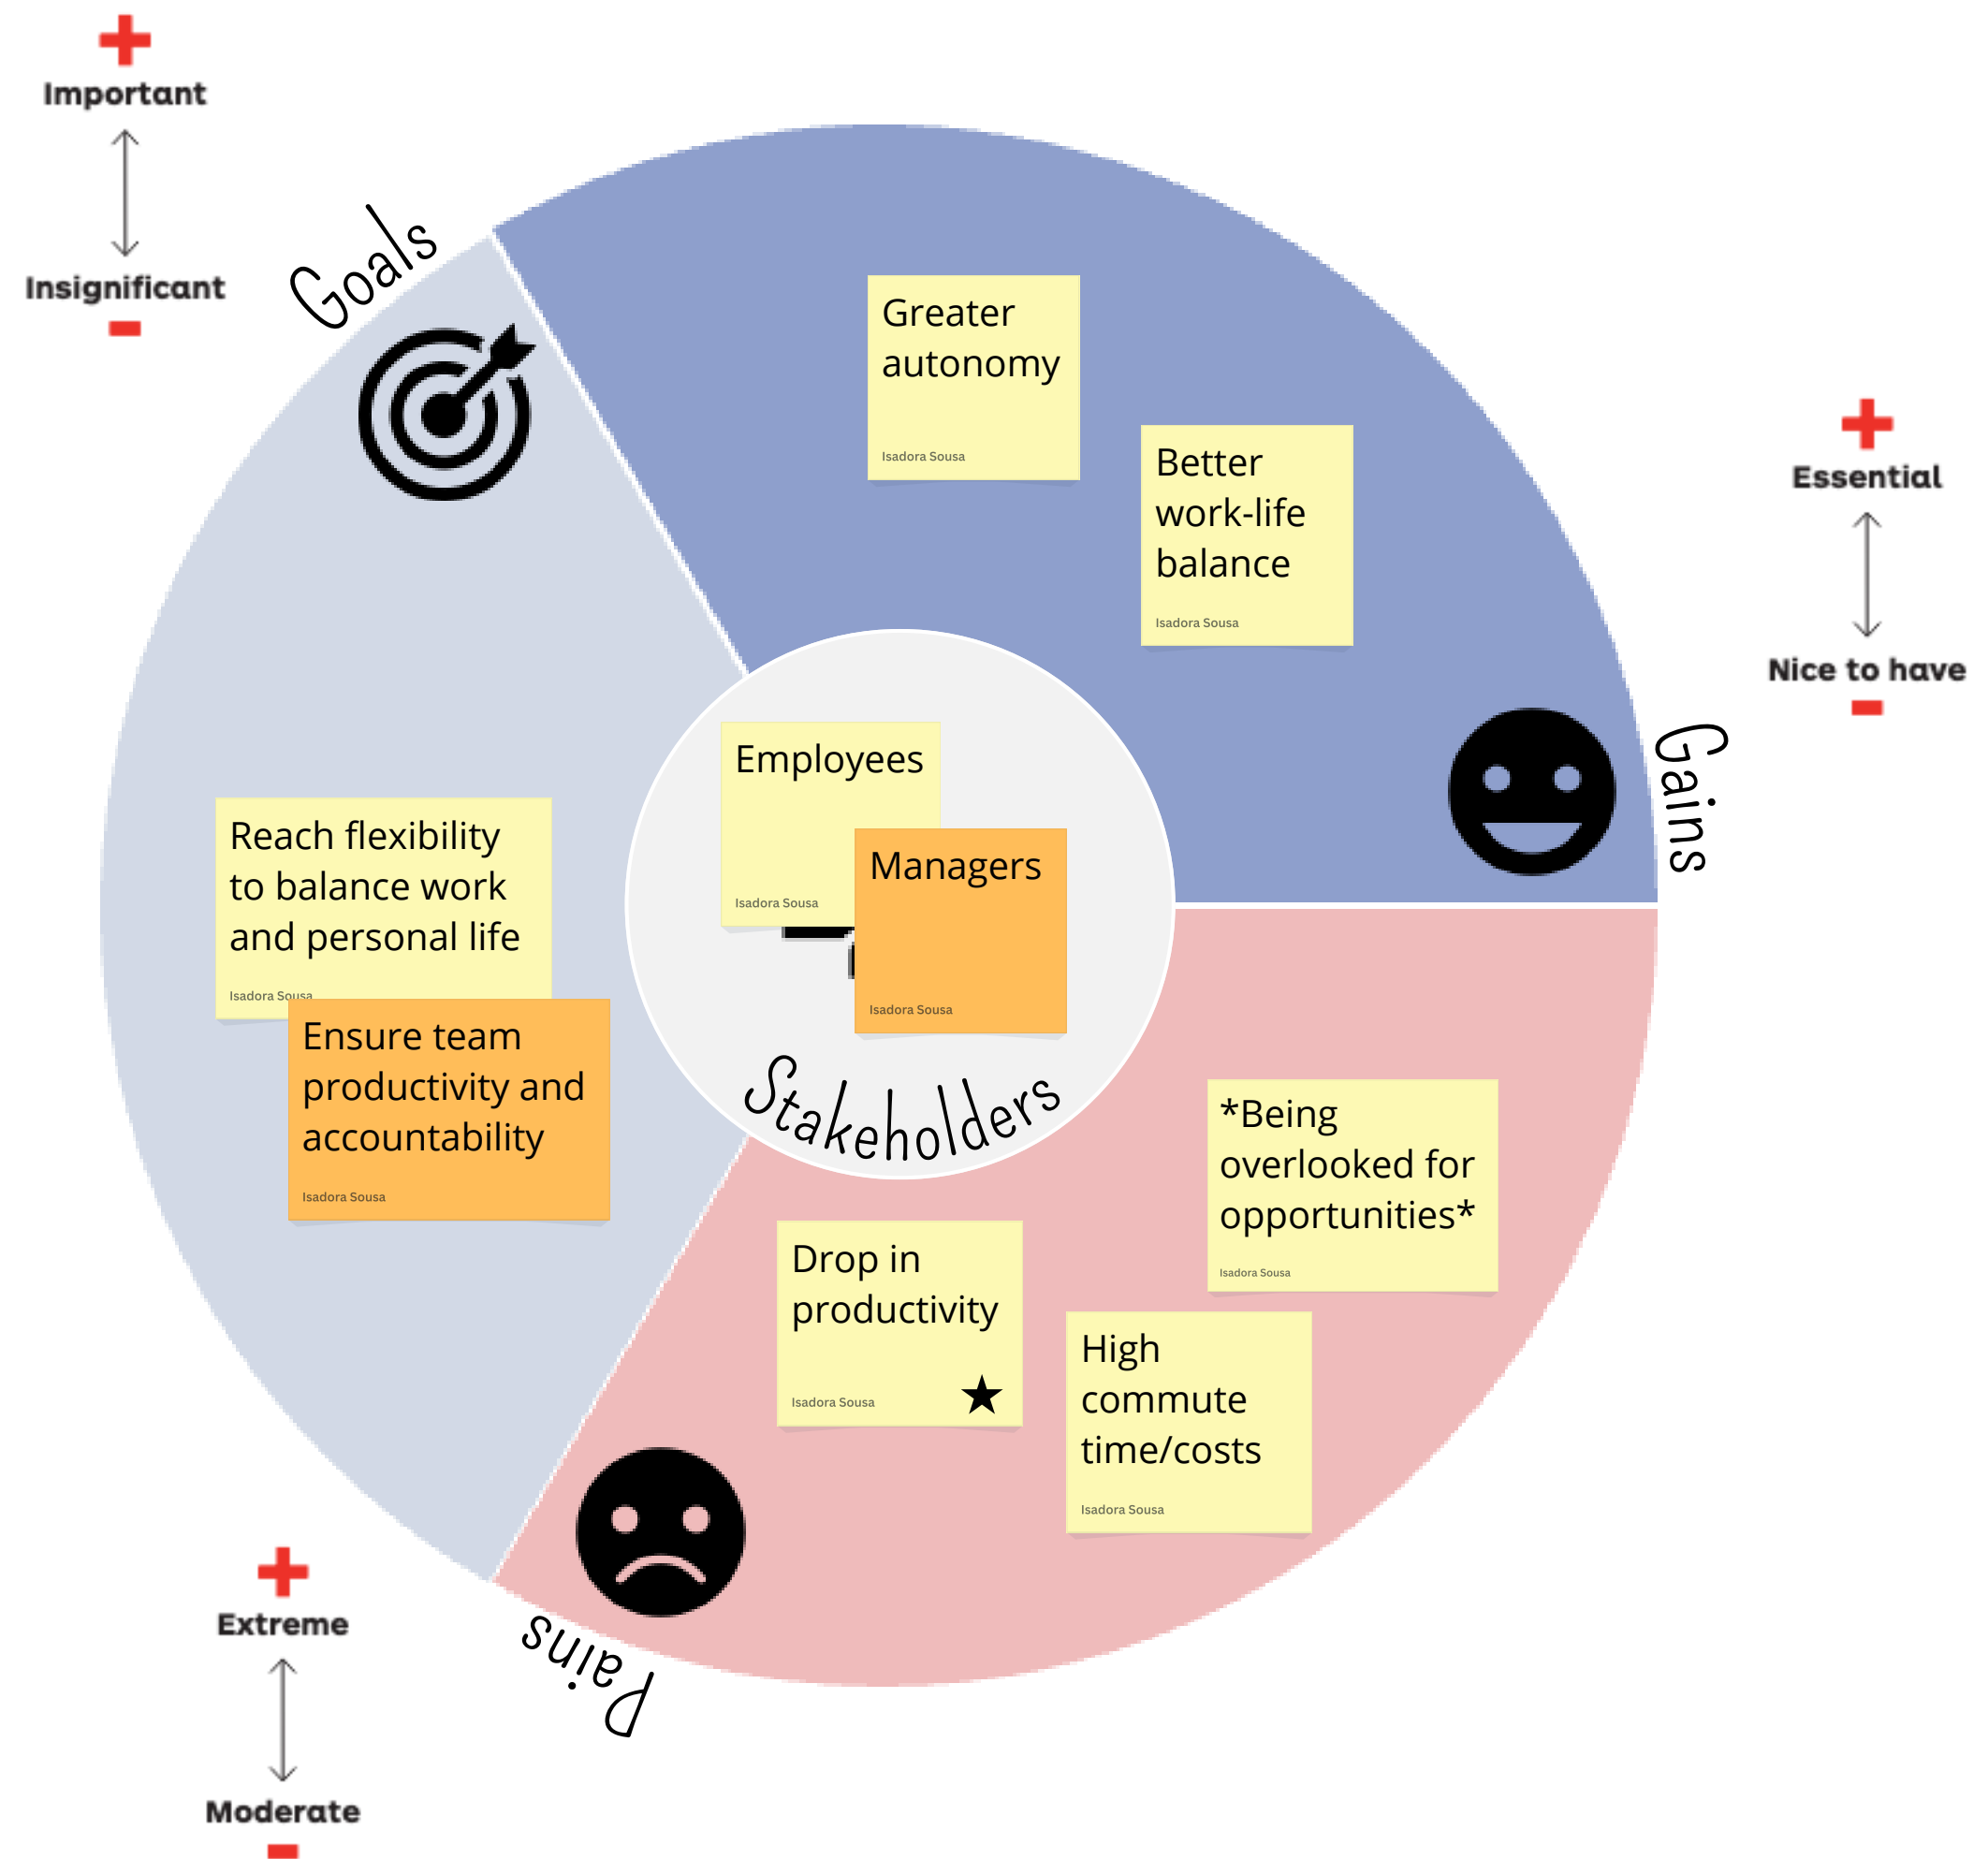 Important
Insignificant
Goals
Greater
autonomy
Isadora Sousa
Better
work-life
balance
Isadora Sousa
Essential
Nice to have
Gains
Employees
Isadora Sousa
Managers
Isadora Sousa
Stakeholders
Reach flexibility
to balance work
and personal life
Isadora Sousa
Ensure team
productivity and
accountability
Isadora Sousa
*Being
overlooked for
opportunities*
Isadora Sousa
Drop in
productivity
Isadora Sousa
High
commute
time/costs
Isadora Sousa
Pains
Extreme
Moderate